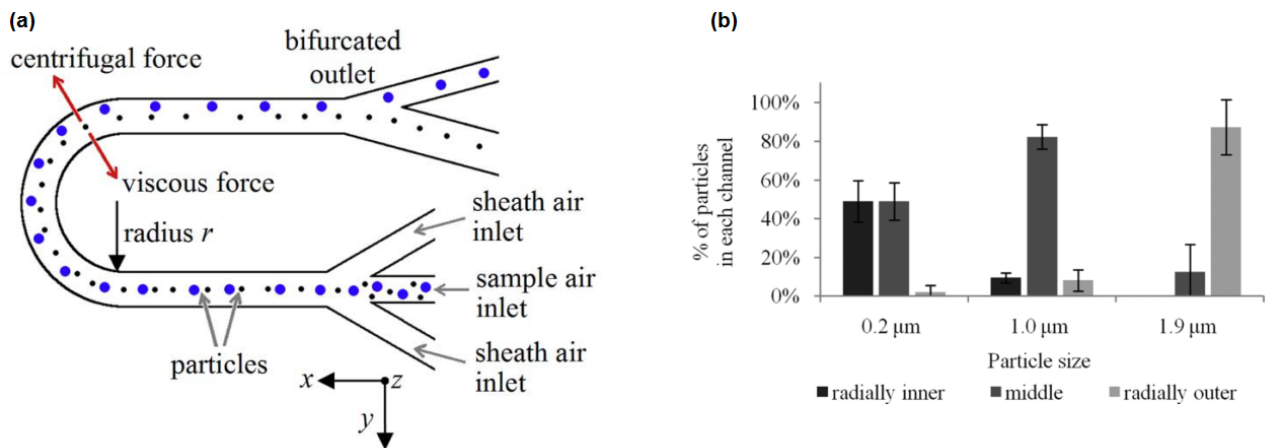 (a)
centrifugal force
bifurcated
outlet
viscous force
radius r
sheath air
inlet
sample air
inlet
particles
sheath air
inlet
x
z
y
(b)
% of particles
in each channel
100%
80%
60%
40%
20%
0%
0.2 μm 1.0 μm 1.9 μm
Particle size
radially inner middle radially outer